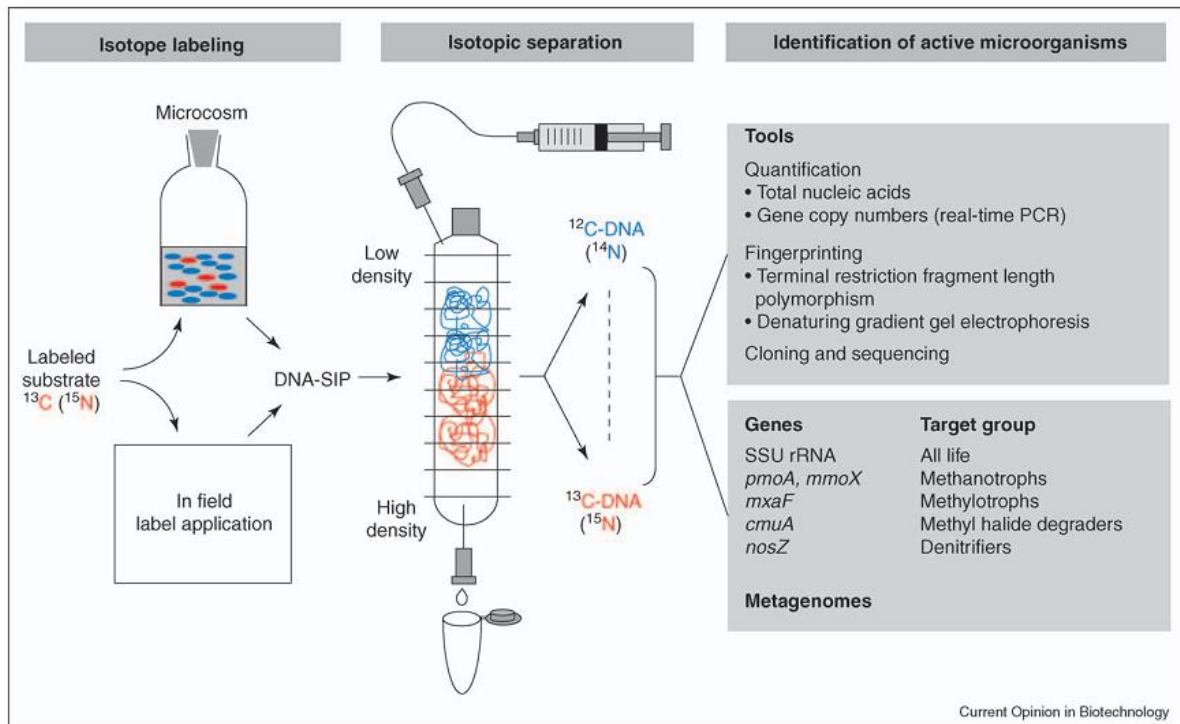 Isotope labeling
Isotopic separation
Identification of active microorganisms
Microcosm
Labeled
substrate
¹³C (¹⁵N)
In field
label application
DNA-SIP
Low
density
High
density
¹²C-DNA
(¹⁴N)
¹³C-DNA
(¹⁵N)
Tools
Quantification
• Total nucleic acids
• Gene copy numbers (real-time PCR)
Fingerprinting
• Terminal restriction fragment length
polymorphism
• Denaturing gradient gel electrophoresis
Cloning and sequencing
Genes Target group
SSU rRNA All life
pmoA, mmoX Methanotrophs
mxaF Methylotrophs
cmuA Methyl halide degraders
nosZ Denitrifiers
Metagenomes
Current Opinion in Biotechnology